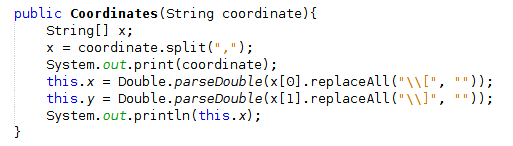 public Coordinates(String coordinate){
String[] x;
x = coordinate.split(",");
System.out.print(coordinate);
this.x = Double.parseDouble(x[0].replaceAll("\\[", ""));
this.y = Double.parseDouble(x[1].replaceAll("\\]", ""));
System.out.println(this.x);
}